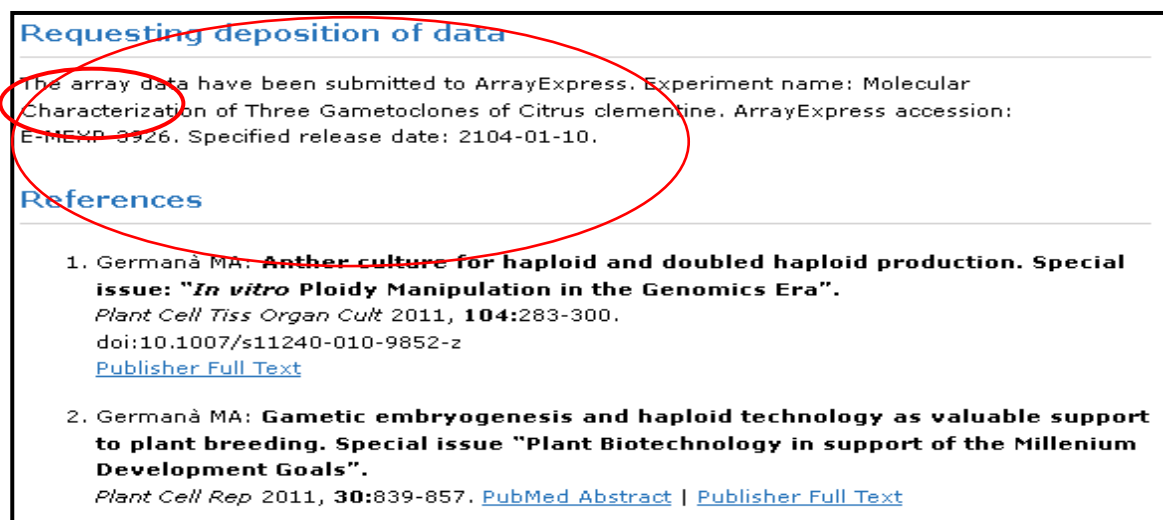 Requesting deposition of data
The array data have been submitted to ArrayExpress. Experiment name: Molecular
Characterization of Three Gametoclones of Citrus clementine. ArrayExpress accession:
E-MEXP-3926. Specified release date: 2104-01-10.
References
1. Germanà MA: Anther culture for haploid and doubled haploid production. Special
issue: "In vitro Ploidy Manipulation in the Genomics Era".
Plant Cell Tiss Organ Cult 2011, 104:283-300.
doi:10.1007/s11240-010-9852-z
Publisher Full Text
2. Germanà MA: Gametic embryogenesis and haploid technology as valuable support
to plant breeding. Special issue "Plant Biotechnology in support of the Millenium
Development Goals".
Plant Cell Rep 2011, 30:839-857. PubMed Abstract | Publisher Full Text